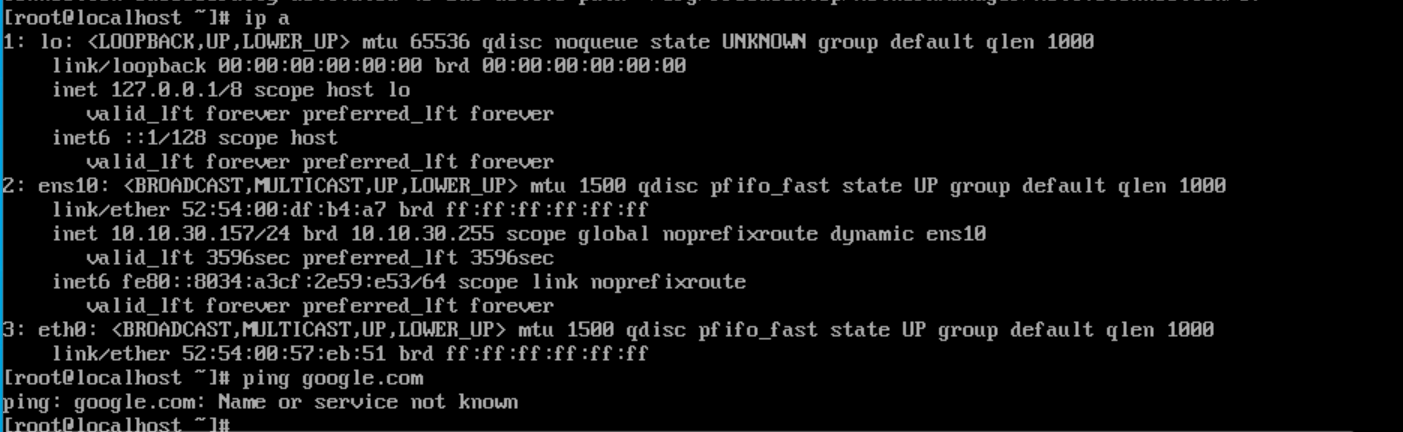 [root@localhost ~]# ip a
1: lo: <LOOPBACK,UP,LOWER_UP> mtu 65536 qdisc noqueue state UNKNOWN group default qlen 1000
    link/loopback 00:00:00:00:00:00 brd 00:00:00:00:00:00
    inet 127.0.0.1/8 scope host lo
       valid_lft forever preferred_lft forever
    inet6 ::1/128 scope host
       valid_lft forever preferred_lft forever
2: ens10: <BROADCAST,MULTICAST,UP,LOWER_UP> mtu 1500 qdisc pfifo_fast state UP group default qlen 1000
    link/ether 52:54:00:df:b4:a7 brd ff:ff:ff:ff:ff:ff
    inet 10.10.30.157/24 brd 10.10.30.255 scope global noprefixroute dynamic ens10
       valid_lft 3596sec preferred_lft 3596sec
    inet6 fe80::8034:a3cf:2e59:e53/64 scope link noprefixroute
       valid_lft forever preferred_lft forever
3: eth0: <BROADCAST,MULTICAST,UP,LOWER_UP> mtu 1500 qdisc pfifo_fast state UP group default qlen 1000
    link/ether 52:54:00:57:eb:51 brd ff:ff:ff:ff:ff:ff
[root@localhost ~]# ping google.com
ping: google.com: Name or service not known
[root@localhost ~]#